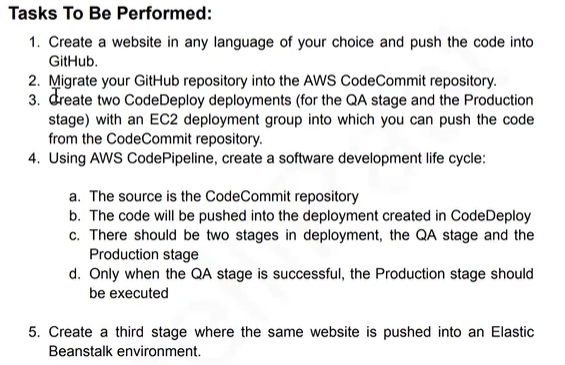 Tasks To Be Performed:
1. Create a website in any language of your choice and push the code into
GitHub.
2. Migrate your GitHub repository into the AWS CodeCommit repository.
3. Create two CodeDeploy deployments (for the QA stage and the Production
stage) with an EC2 deployment group into which you can push the code
from the CodeCommit repository.
4. Using AWS CodePipeline, create a software development life cycle:
a. The source is the CodeCommit repository
b. The code will be pushed into the deployment created in CodeDeploy
c. There should be two stages in deployment, the QA stage and the
Production stage
d. Only when the QA stage is successful, the Production stage should
be executed
5. Create a third stage where the same website is pushed into an Elastic
Beanstalk environment.